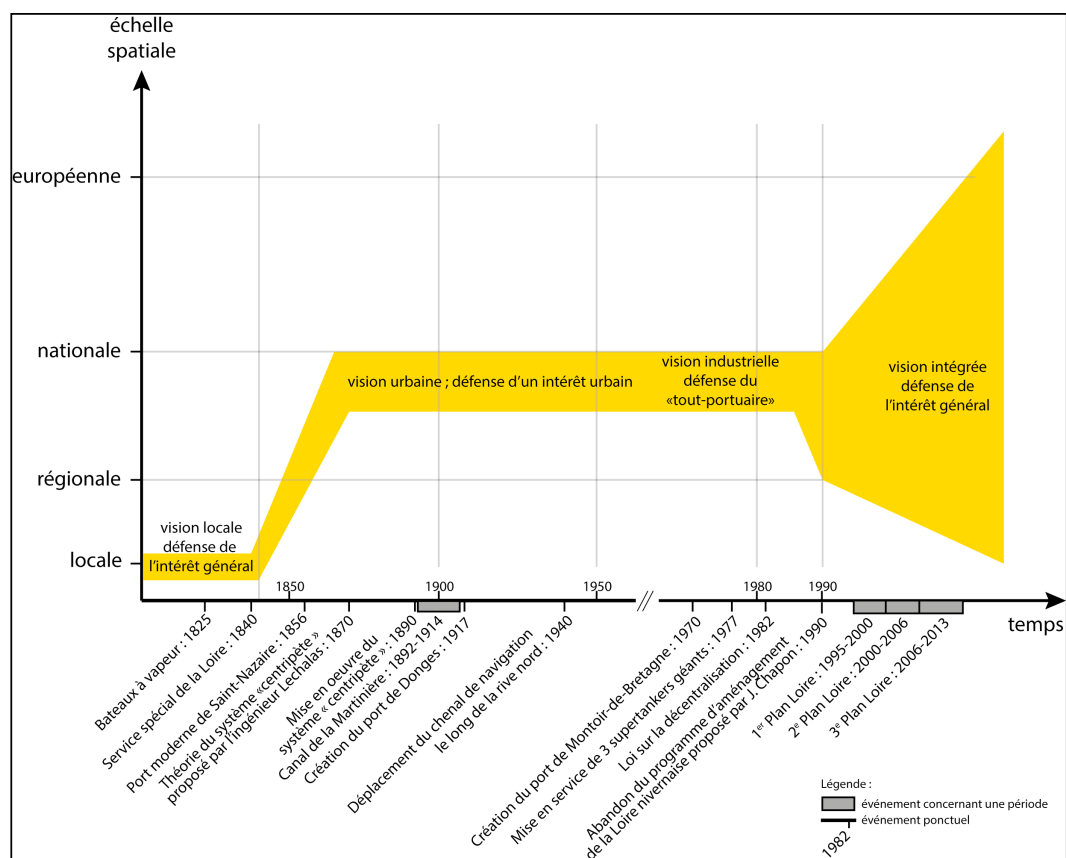 échelle
spatiale
européenne
nationale
régionale
locale
vision locale
défense de
l'intérêt général
vision urbaine ; défense d'un intérêt urbain
vision industrielle
défense du
«tout-portuaire»
vision intégrée
défense de
l'intérêt général
1850
1900
1950
1980
1990
temps
Bateaux à vapeur : 1825
Service spécial de la Loire : 1840
Port moderne de Saint-Nazaire : 1856
Théorie du système «centripète»
proposé par l'ingénieur Lechalas : 1870
Mise en oeuvre du
système « centripète » : 1890
Canal de la Martinière : 1892-1914
Création du port de Donges : 1917
Déplacement du chenal de navigation
le long de la rive nord : 1940
Création du port de Montoir-de-Bretagne : 1970
Mise en service de 3 supertankers géants : 1977
Loi sur la décentralisation : 1982
Abandon du programme d'aménagement
de la Loire nivernaise proposé par J. Chapon : 1990
1er Plan Loire : 1995-2000
2e Plan Loire : 2000-2006
3e Plan Loire : 2006-2013
Légende :
événement concernant une période
événement ponctuel
1982